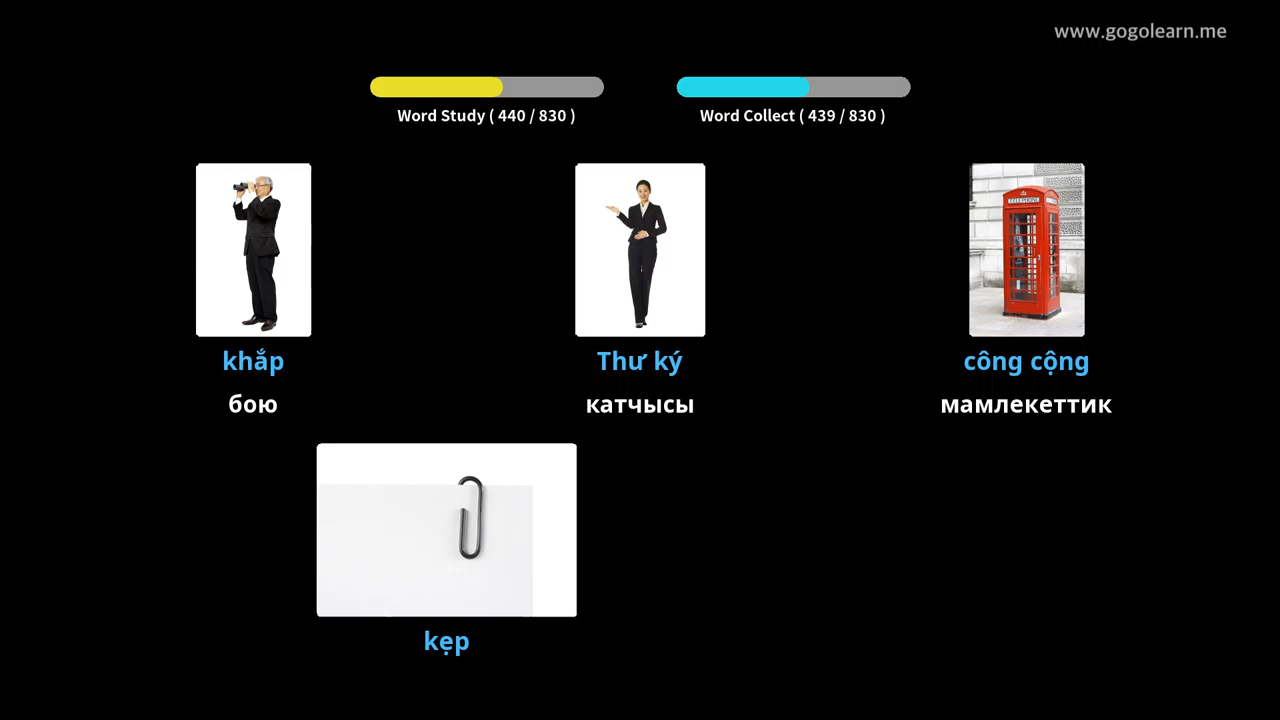 www.gogolearn.me
Word Study ( 440 / 830 )
Word Collect ( 439 / 830 )
TELEPHONE
khắp
Thư ký
công cộng
бою
катчысы
мамлекеттик
kẹp